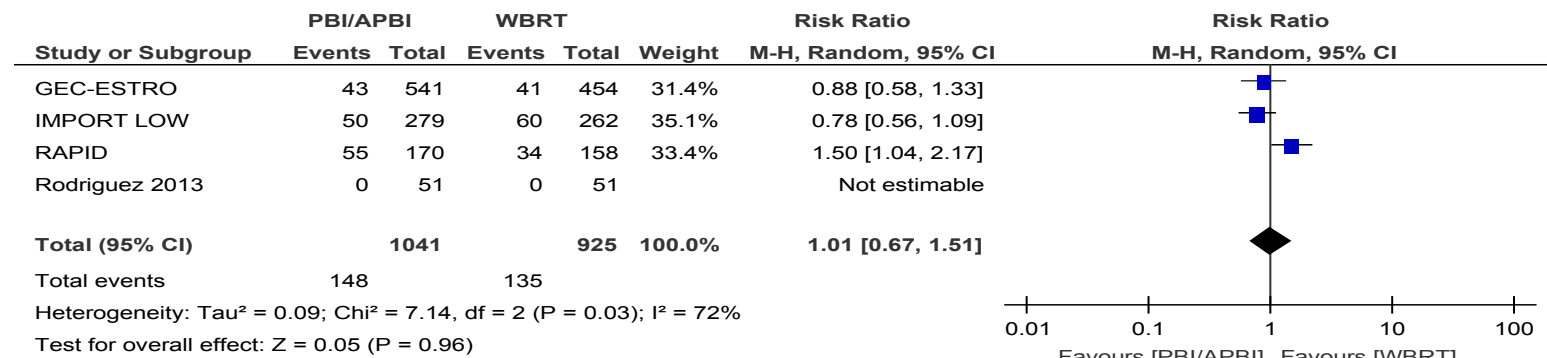 PBI/APBI WBRT Risk Ratio Risk Ratio
Study or Subgroup Events Total Events Total Weight M-H, Random, 95% CI M-H, Random, 95% CI
GEC-ESTRO 43 541 41 454 31.4% 0.88 [0.58, 1.33]
IMPORT LOW 50 279 60 262 35.1% 0.78 [0.56, 1.09]
RAPID 55 170 34 158 33.4% 1.50 [1.04, 2.17]
Rodriguez 2013 0 51 0 51 Not estimable
Total (95% CI) 1041 925 100.0% 1.01 [0.67, 1.51]
Total events 148 135
Heterogeneity: Tau² = 0.09; Chi² = 7.14, df = 2 (P = 0.03); I² = 72%
Test for overall effect: Z = 0.05 (P = 0.96)
0.01 0.1 1 10 100
Favours [PBI/APBI] Favours [WBRT]